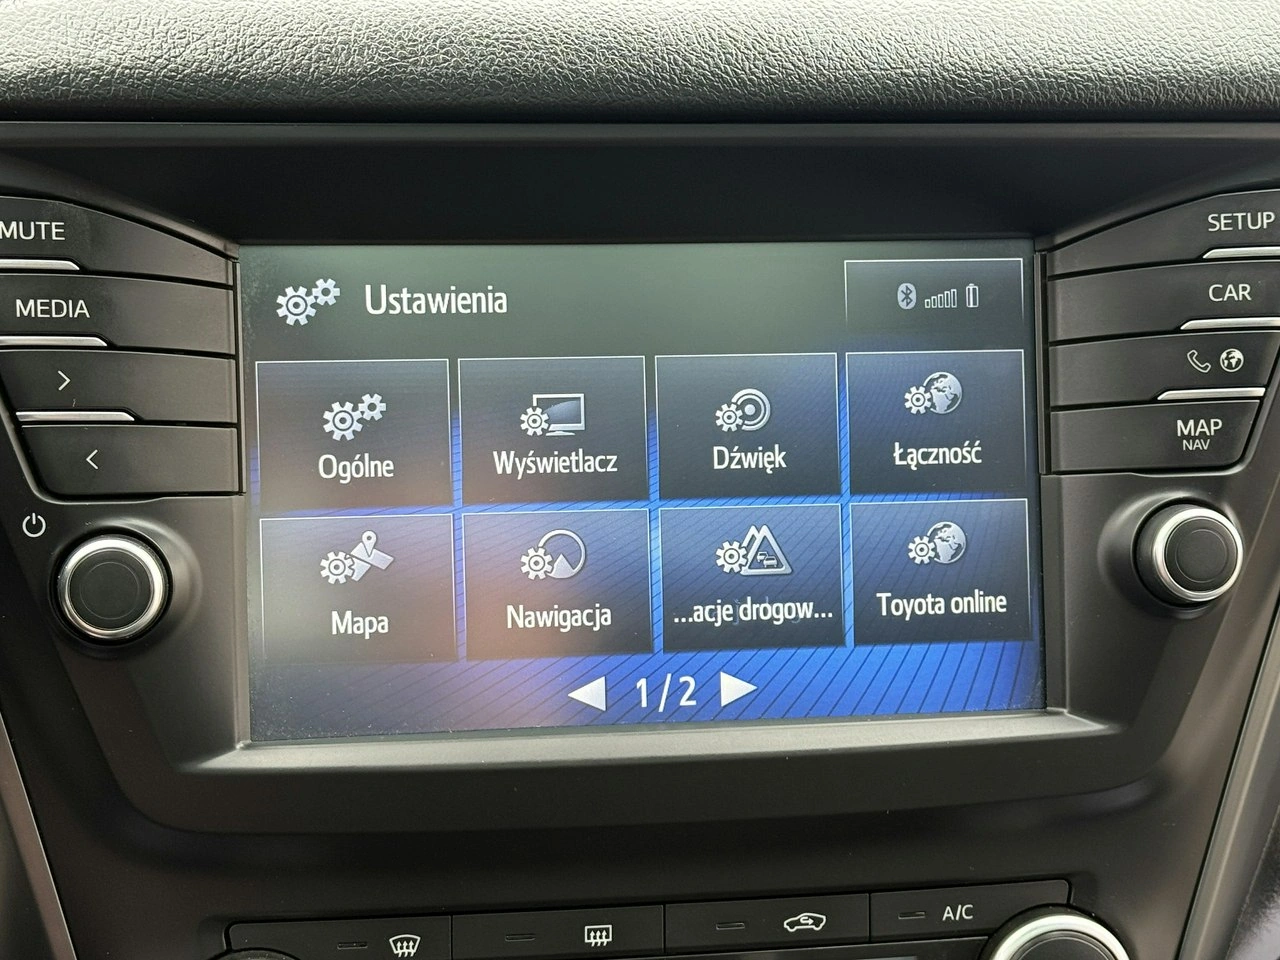 MUTE
SETUP
Ustawienia
MEDIA
CAR
Ogólne
Wyświetlacz
Dźwięk
Łączność
MAP
NAV
Mapa
Nawigacja
...acje drogow...
Toyota online
1/2
A/C